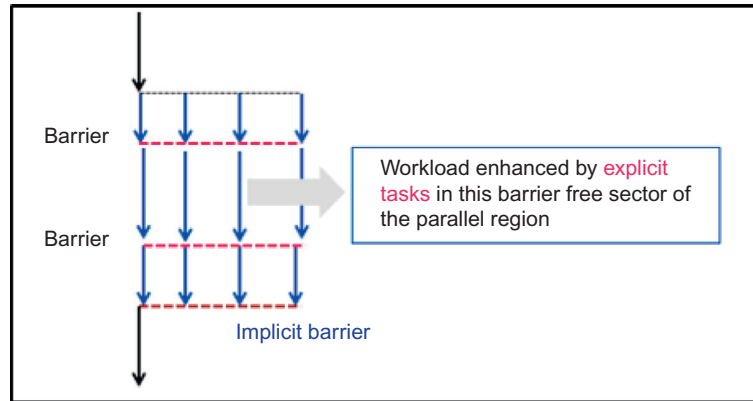 Barrier
Workload enhanced by explicit
tasks in this barrier free sector of
the parallel region
Barrier
Implicit barrier